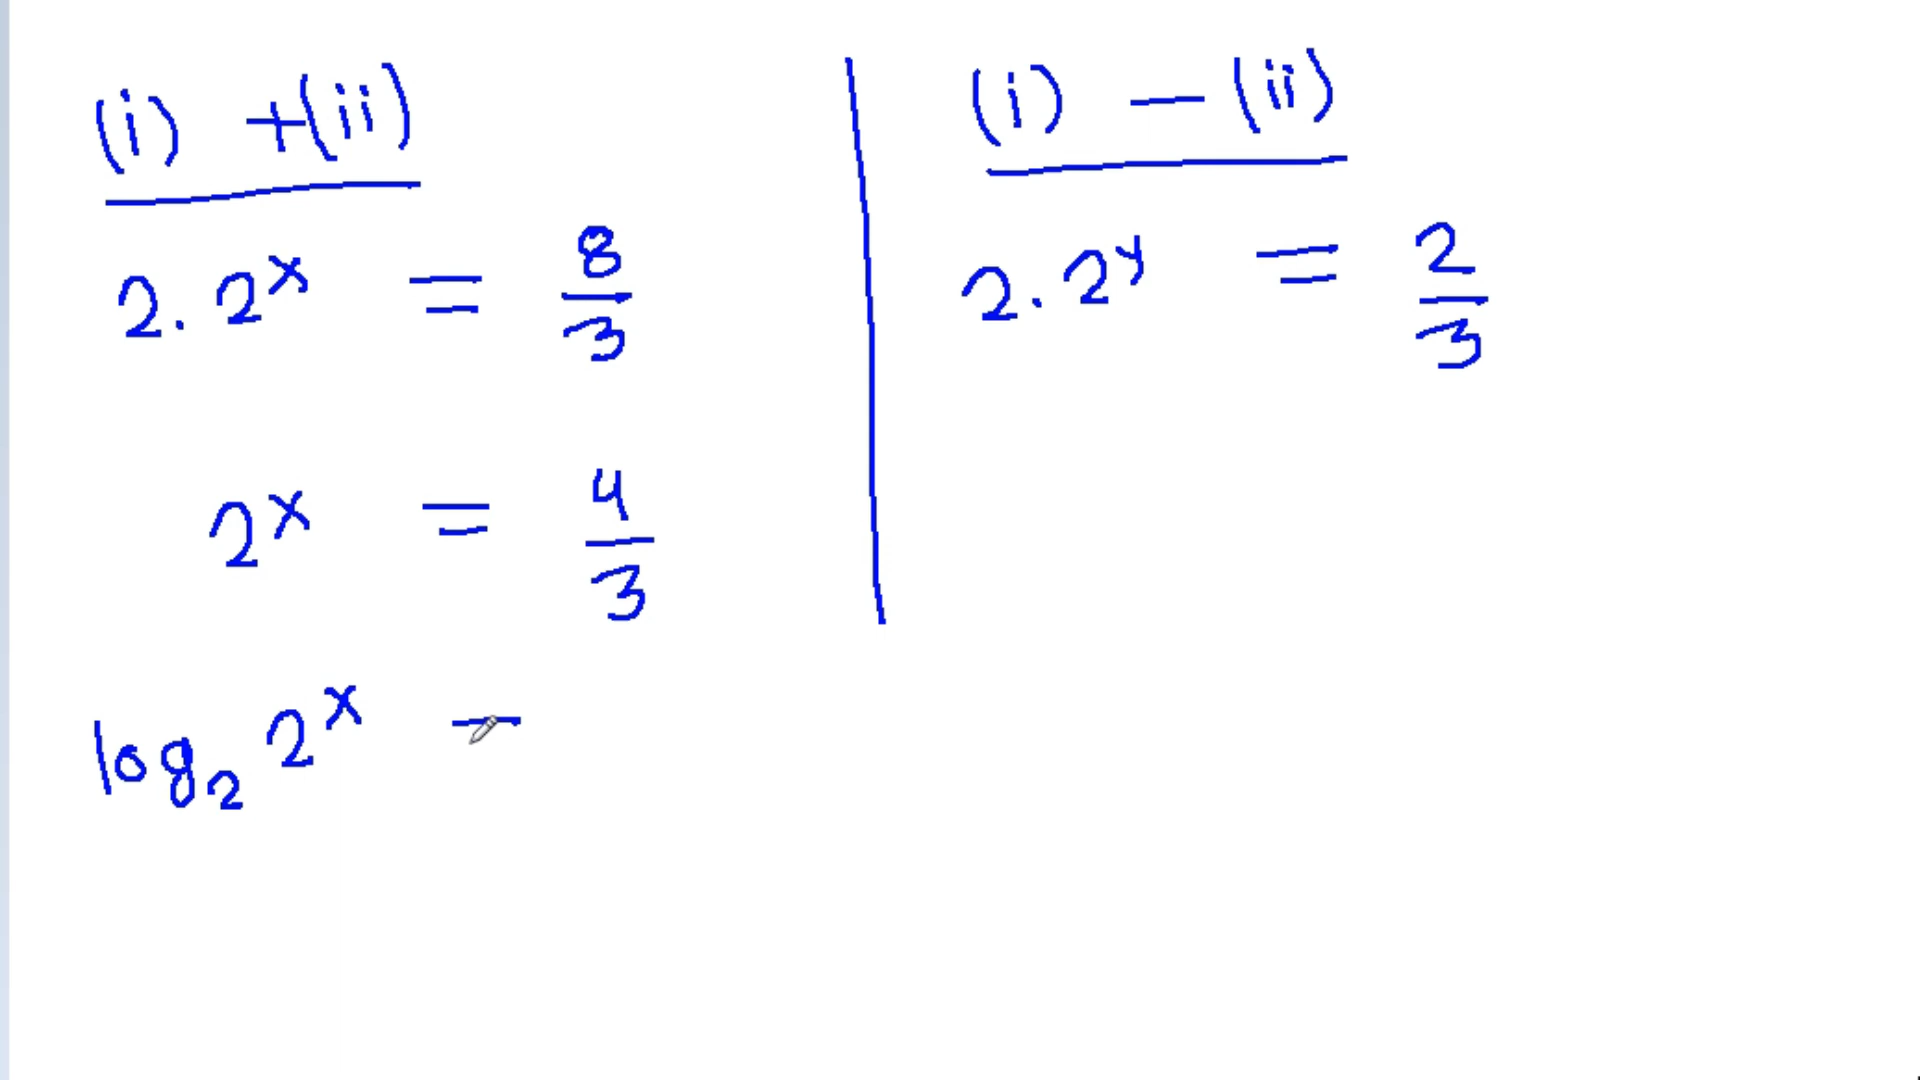 (i) + (ii)
2. 2^x = 8/3
2^x = 4/3
log_2 2^x −
(i) − (ii)
2. 2^y = 2/3